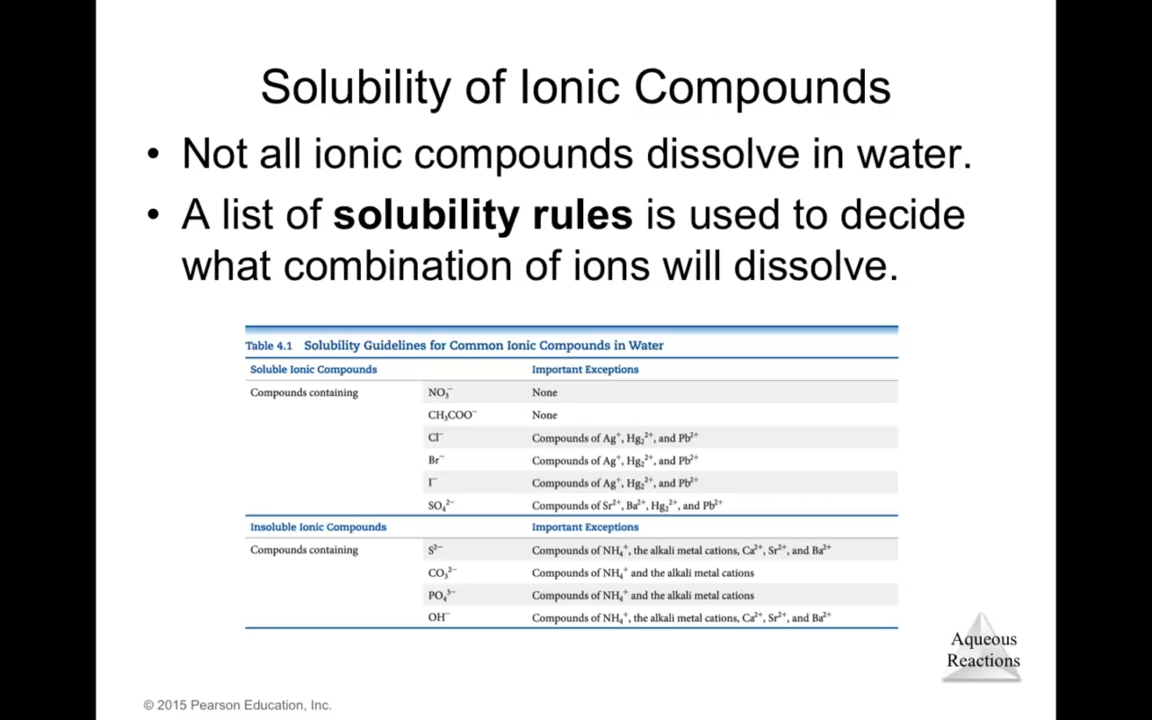 Solubility of Ionic Compounds
• Not all ionic compounds dissolve in water.
• A list of solubility rules is used to decide
what combination of ions will dissolve.
Table 4.1 Solubility Guidelines for Common Ionic Compounds in Water
Soluble Ionic Compounds Important Exceptions
Compounds containing NO₃⁻ None
CH₃COO⁻ None
Cl⁻ Compounds of Ag⁺, Hg₂²⁺, and Pb²⁺
Br⁻ Compounds of Ag⁺, Hg₂²⁺, and Pb²⁺
I⁻ Compounds of Ag⁺, Hg₂²⁺, and Pb²⁺
SO₄²⁻ Compounds of Sr²⁺, Ba²⁺, Hg₂²⁺, and Pb²⁺
Insoluble Ionic Compounds Important Exceptions
Compounds containing S²⁻ Compounds of NH₄⁺, the alkali metal cations, Ca²⁺, Sr²⁺, and Ba²⁺
CO₃²⁻ Compounds of NH₄⁺ and the alkali metal cations
PO₄³⁻ Compounds of NH₄⁺ and the alkali metal cations
OH⁻ Compounds of NH₄⁺, the alkali metal cations, Ca²⁺, Sr²⁺, and Ba²⁺
Aqueous
Reactions
© 2015 Pearson Education, Inc.